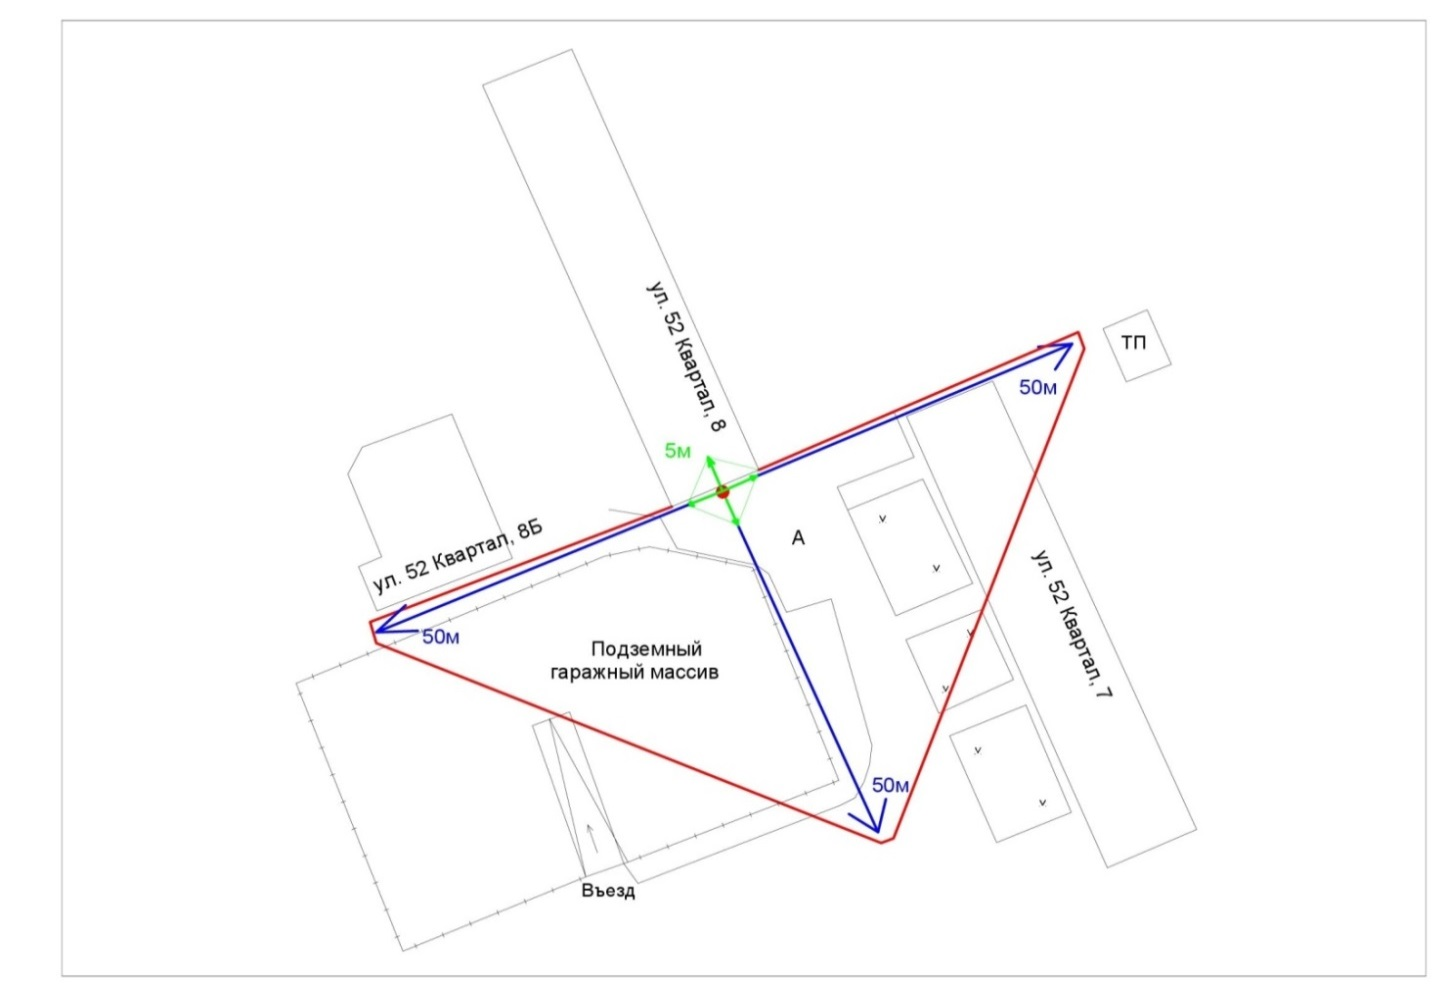 ул. 52 Квартал, 8
ТП
50м
5м
ул. 52 Квартал, 8Б
А
50м
Подземный
гаражный массив
ул. 52 Квартал, 7
50м
Въезд